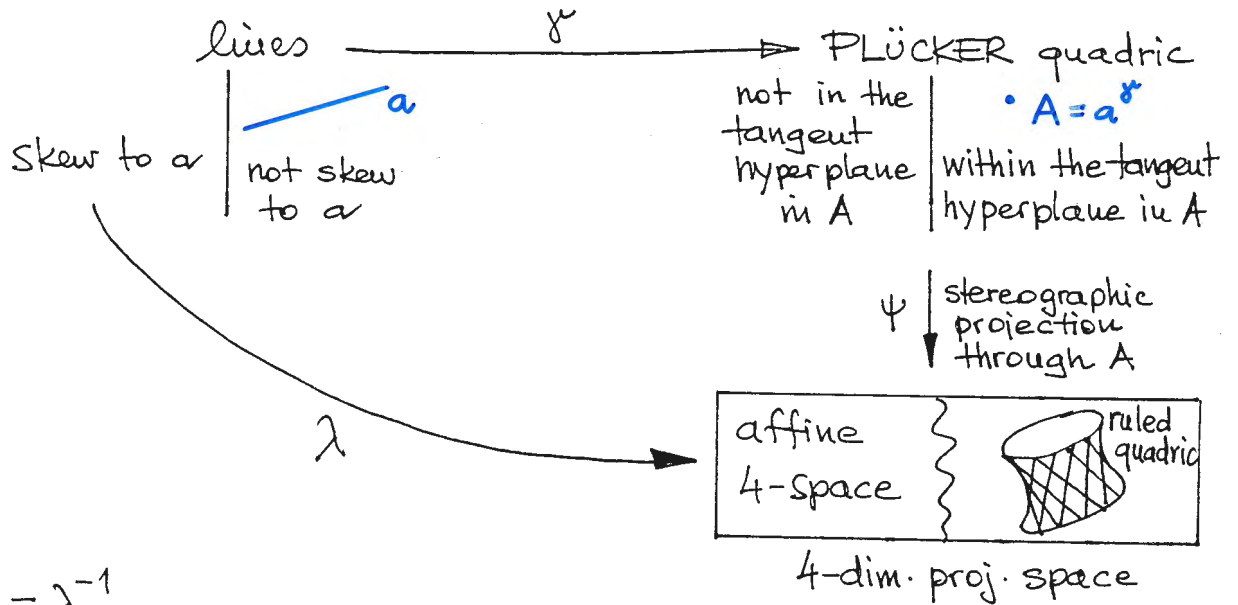 lines
γ
PLÜCKER quadric
a
skew to a
not skew
to a
not in the
tangent
hyperplane
in A
A = a^γ
within the tangent
hyperplane in A
ψ
stereographic
projection
through A
λ
affine
4-space
ruled
quadric
4-dim. proj. space
= λ⁻¹